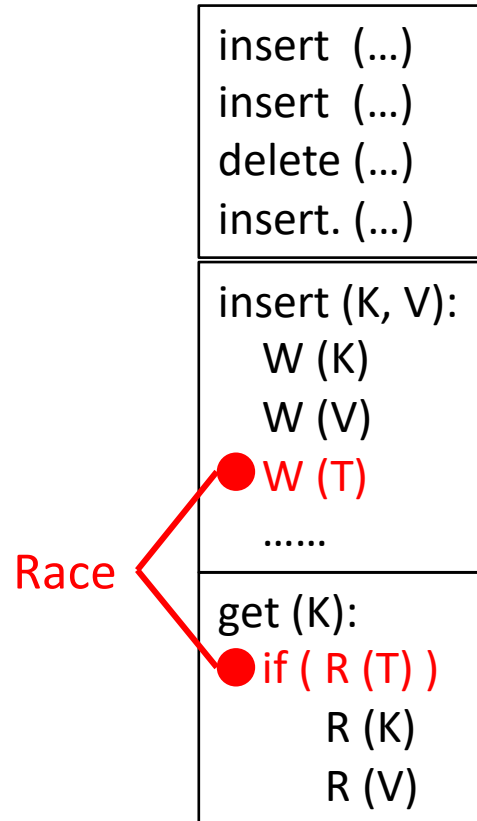 insert (...)
insert (...)
delete (...)
insert. (...)
insert (K, V):
W (K)
W (V)
W (T)
......
Race
get (K):
if ( R (T) )
R (K)
R (V)